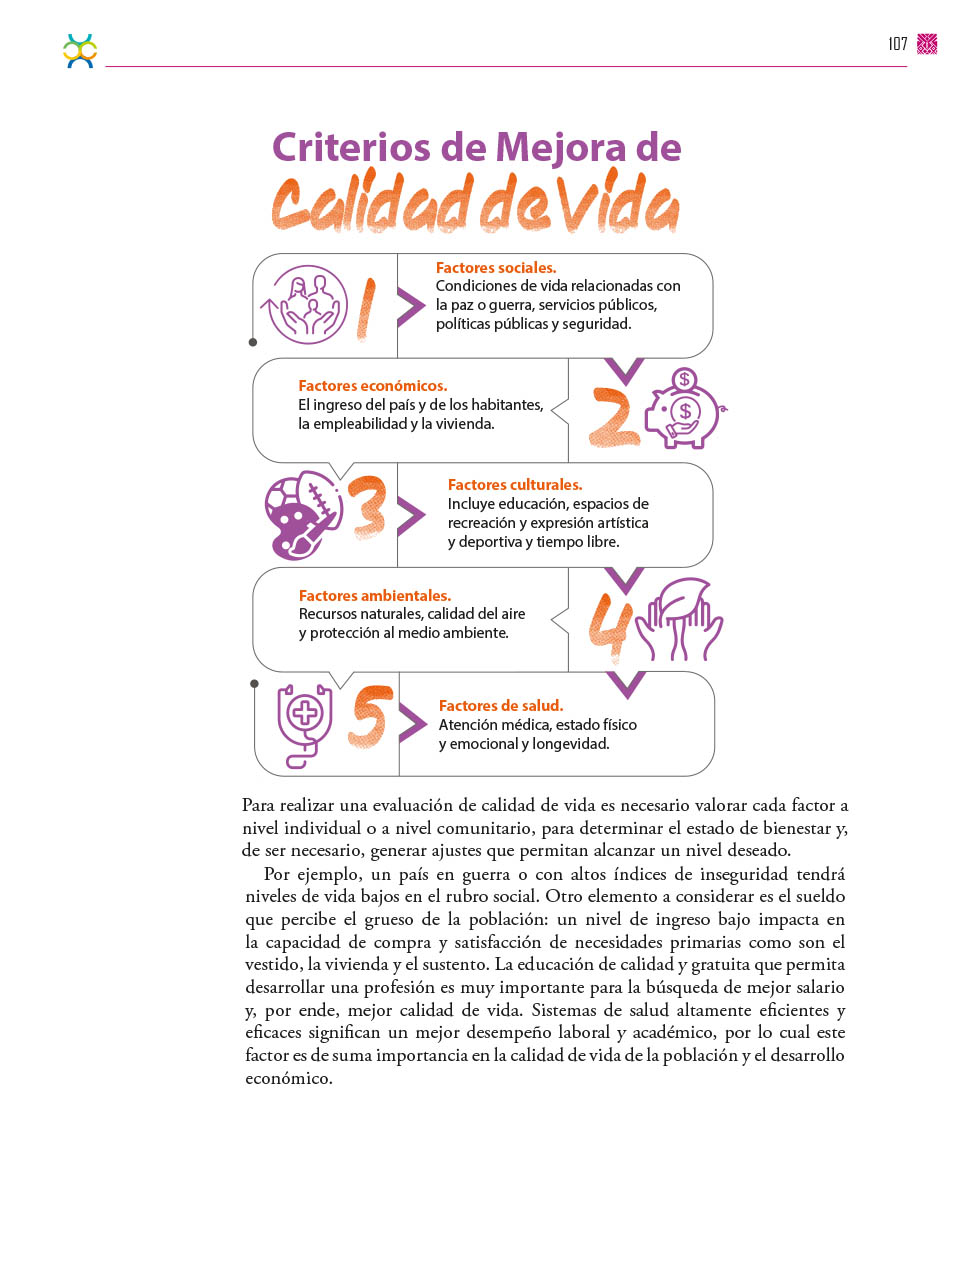 107
Criterios de Mejora de
Calidad de Vida
1
Factores sociales.
Condiciones de vida relacionadas con
la paz o guerra, servicios públicos,
políticas públicas y seguridad.
Factores económicos.
El ingreso del país y de los habitantes,
la empleabilidad y la vivienda.
2
$
$
3
Factores culturales.
Incluye educación, espacios de
recreación y expresión artística
y deportiva y tiempo libre.
Factores ambientales.
Recursos naturales, calidad del aire
y protección al medio ambiente.
4
5
Factores de salud.
Atención médica, estado físico
y emocional y longevidad.
Para realizar una evaluación de calidad de vida es necesario valorar cada factor a
nivel individual o a nivel comunitario, para determinar el estado de bienestar y,
de ser necesario, generar ajustes que permitan alcanzar un nivel deseado.
Por ejemplo, un país en guerra o con altos índices de inseguridad tendrá
niveles de vida bajos en el rubro social. Otro elemento a considerar es el sueldo
que percibe el grueso de la población: un nivel de ingreso bajo impacta en
la capacidad de compra y satisfacción de necesidades primarias como son el
vestido, la vivienda y el sustento. La educación de calidad y gratuita que permita
desarrollar una profesión es muy importante para la búsqueda de mejor salario
y, por ende, mejor calidad de vida. Sistemas de salud altamente eficientes y
eficaces significan un mejor desempeño laboral y académico, por lo cual este
factor es de suma importancia en la calidad de vida de la población y el desarrollo
económico.